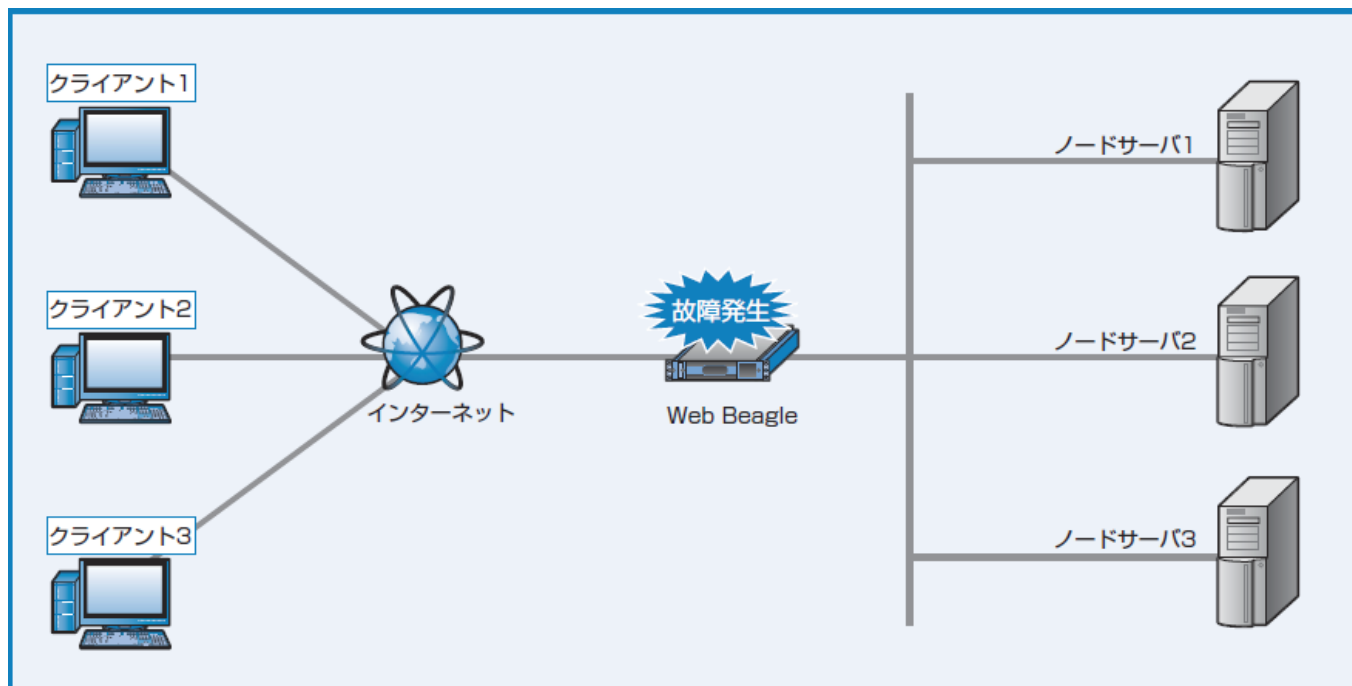 クライアント1
クライアント2
クライアント3
インターネット
故障発生
Web Beagle
ノードサーバ1
ノードサーバ2
ノードサーバ3